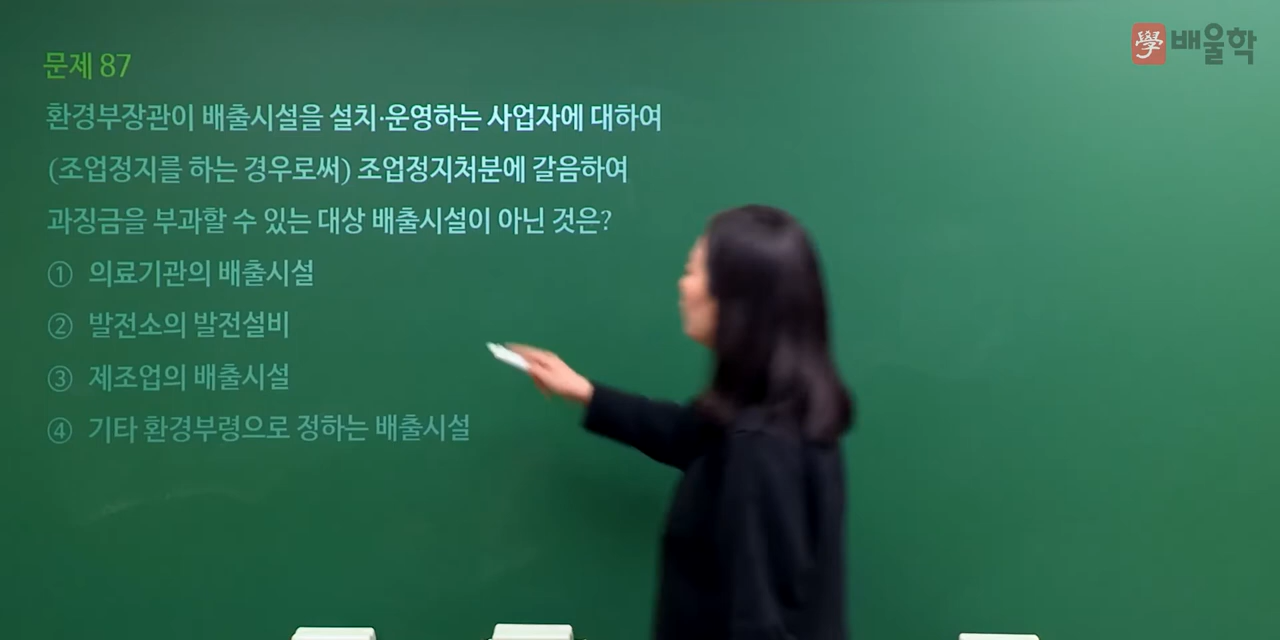 學 배울학
문제 87
환경부장관이 배출시설을 설치·운영하는 사업자에 대하여
(조업정지를 하는 경우로써) 조업정지처분에 갈음하여
과징금을 부과할 수 있는 대상 배출시설이 아닌 것은?
① 의료기관의 배출시설
② 발전소의 발전설비
③ 제조업의 배출시설
④ 기타 환경부령으로 정하는 배출시설